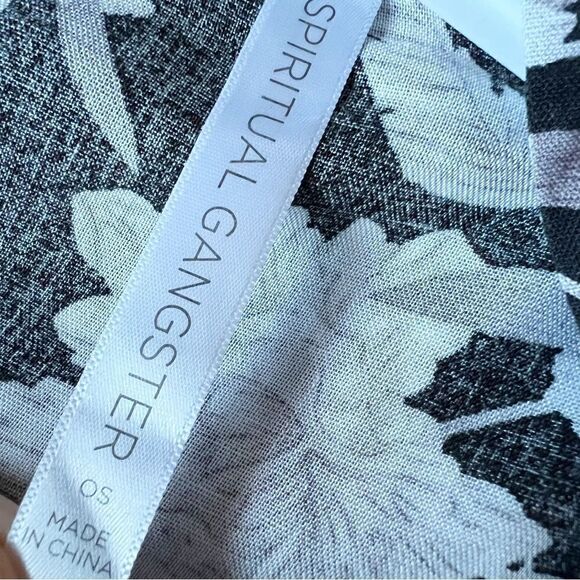 SPIRITUAL GANGSTER
OS
MADE
IN CHINA